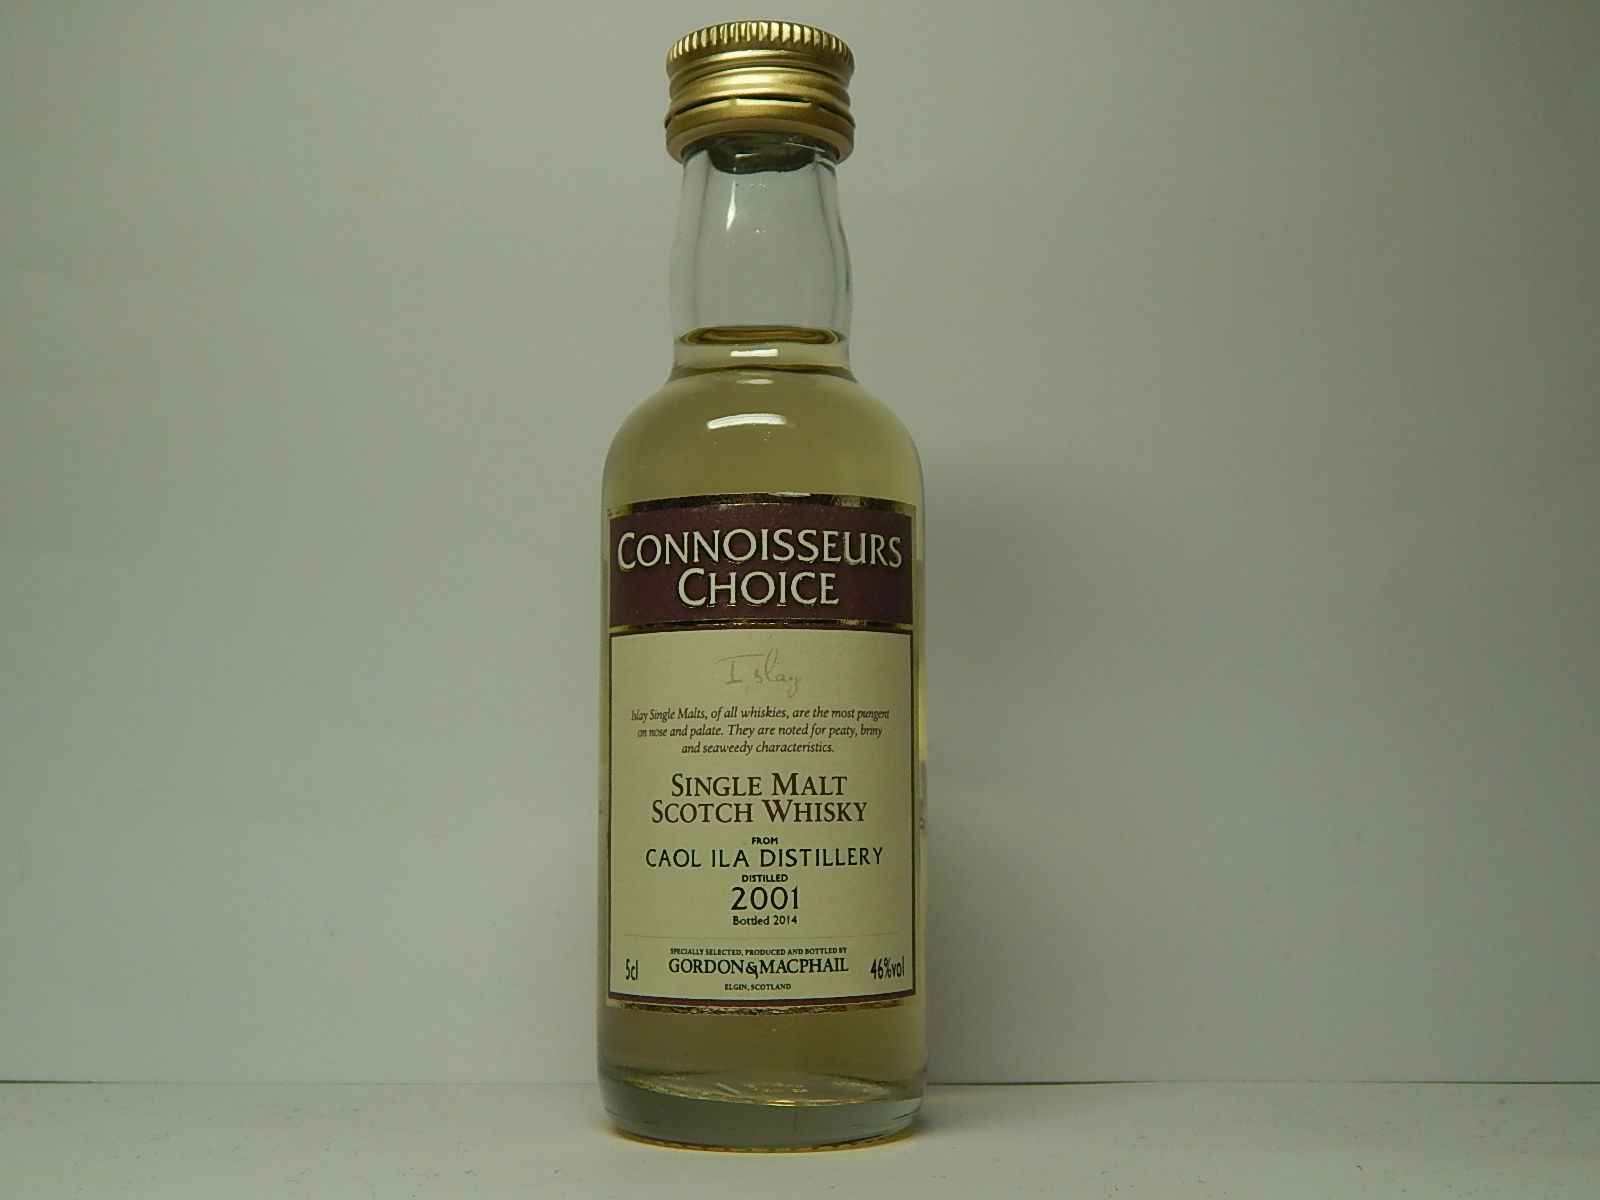 CONNOISSEURS
CHOICE
Islay
Islay Single Malts, of all whiskies, are the most pungent
on nose and palate. They are noted for peaty, briny
and seaweedy characteristics.
SINGLE MALT
SCOTCH WHISKY
FROM
CAOL ILA DISTILLERY
DISTILLED
2001
Bottled 2014
SPECIALLY SELECTED, PRODUCED AND BOTTLED BY
5cl GORDON&MACPHAIL 46%vol
ELGIN, SCOTLAND